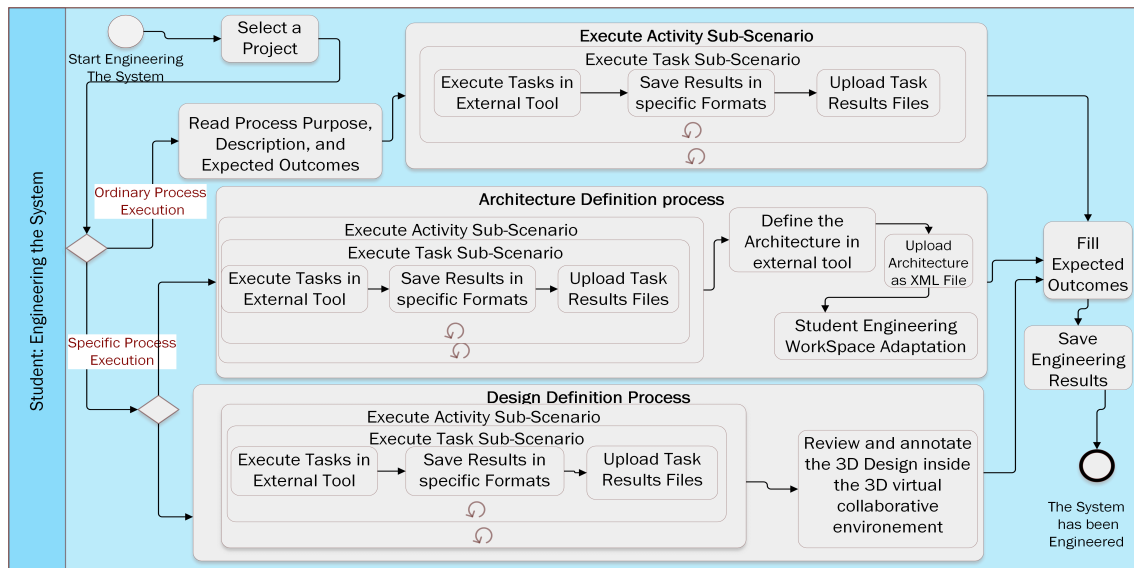 Student: Engineering the System
Start Engineering
The System
Select a
Project
Ordinary Process
Execution
Specific Process
Execution
Read Process Purpose,
Description, and
Expected Outcomes
Execute Activity Sub-Scenario
Execute Task Sub-Scenario
Execute Tasks in
External Tool
Save Results in
specific Formats
Upload Task
Results Files
Architecture Definition process
Execute Activity Sub-Scenario
Execute Task Sub-Scenario
Execute Tasks in
External Tool
Save Results in
specific Formats
Upload Task
Results Files
Define the
Architecture in
external tool
Upload
Architecture
as XML File
Student Engineering
WorkSpace Adaptation
Design Definition Process
Execute Activity Sub-Scenario
Execute Task Sub-Scenario
Execute Tasks in
External Tool
Save Results in
specific Formats
Upload Task
Results Files
Review and annotate
the 3D Design inside
the 3D virtual
collaborative
environement
Fill
Expected
Outcomes
Save
Engineering
Results
The System
has been
Engineered